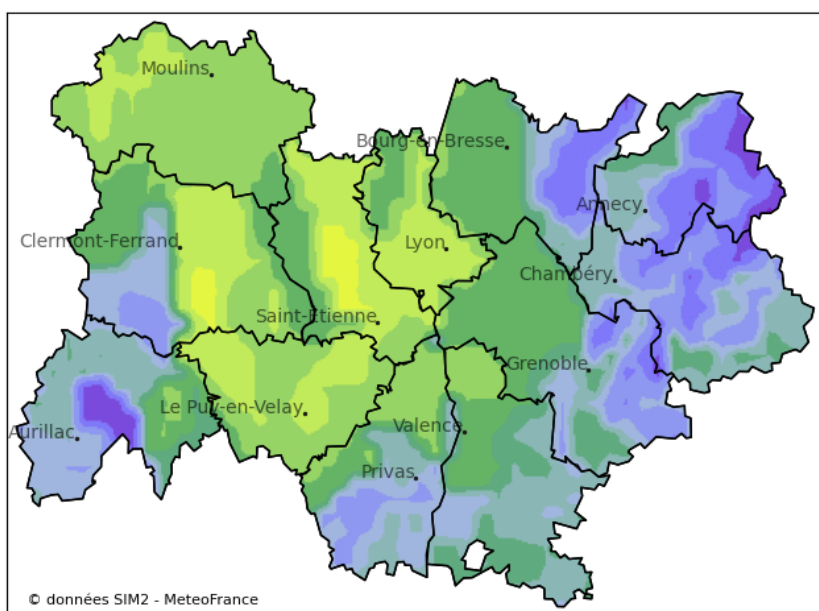 Moulins
Bourg-en-Bresse
Annecy
Clermont-Ferrand
Lyon
Chambéry
Saint-Etienne
Grenoble
Le Puy-en-Velay
Valence
Aurillac
Privas
© données SIM2 - MeteoFrance